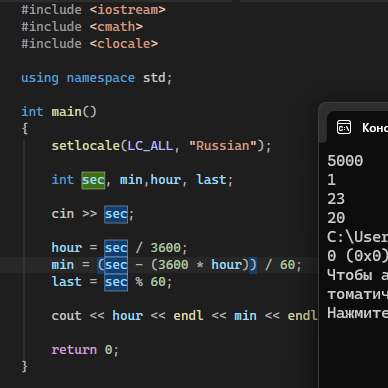 #include <iostream>
#include <cmath>
#include <clocale>
using namespace std;
int main()
{
setlocale(LC_ALL, "Russian");
int sec, min,hour, last;
cin >> sec;
hour = sec / 3600;
min = (sec - (3600 * hour)) / 60;
last = sec % 60;
cout << hour << endl << min << endl
return 0;
}
Конс
5000
1
23
20
C:\User
0 (0x0)
Чтобы а
томатич
Нажмите